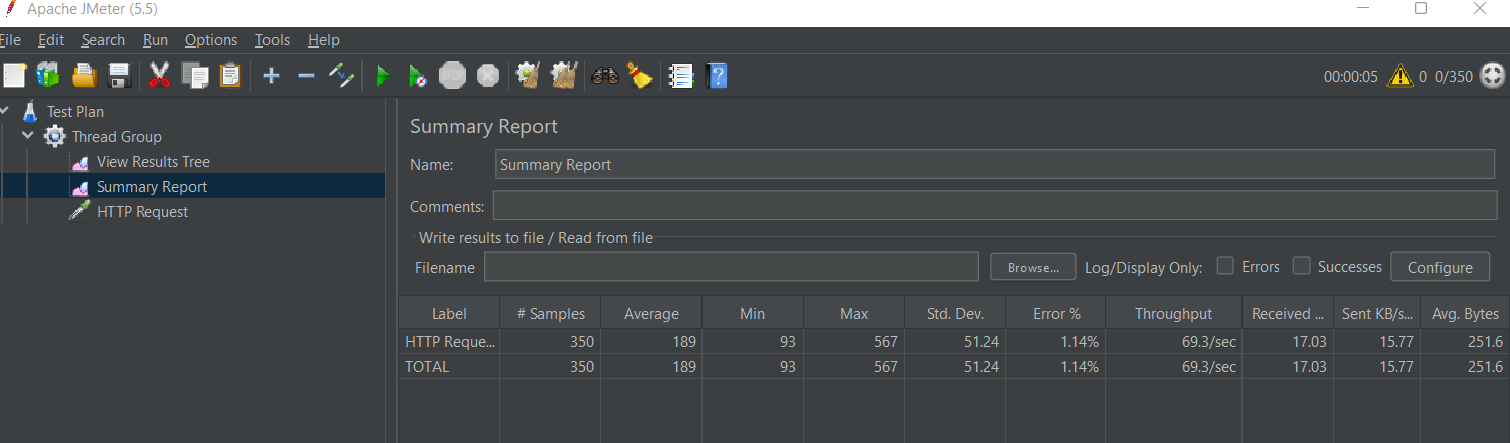 Apache JMeter (5.5)
File Edit Search Run Options Tools Help
STOP
00:00:05 0 0/350
Test Plan
Thread Group
View Results Tree
Summary Report
HTTP Request
Summary Report
Name: Summary Report
Comments:
Write results to file / Read from file
Filename Browse... Log/Display Only: Errors Successes Configure
Label # Samples Average Min Max Std. Dev. Error % Throughput Received ... Sent KB/s... Avg. Bytes
HTTP Reque... 350 189 93 567 51.24 1.14% 69.3/sec 17.03 15.77 251.6
TOTAL 350 189 93 567 51.24 1.14% 69.3/sec 17.03 15.77 251.6